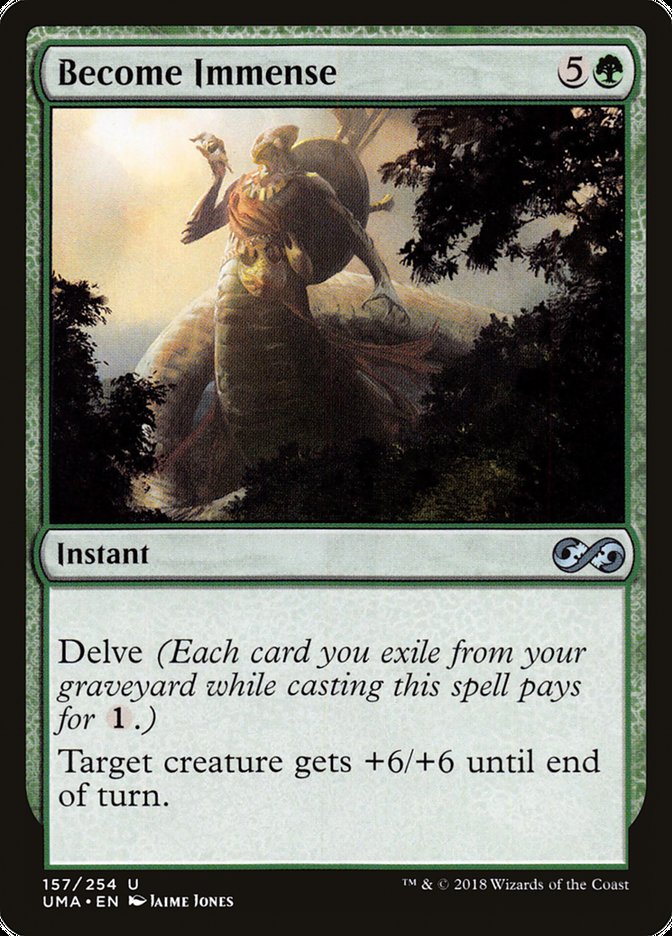 Become Immense 5
Instant
Delve (Each card you exile from your
graveyard while casting this spell pays
for 1.)
Target creature gets +6/+6 until end
of turn.
157/254 U
™ & © 2018 Wizards of the Coast
UMA • EN Jaime Jones